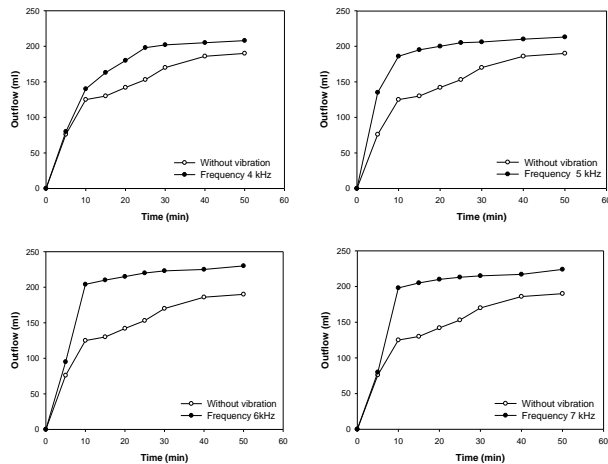 250
200
150
100
50
0
Outflow (ml)
Without vibration
Frequency 4 kHz
0 10 20 30 40 50 60
Time (min)
250
200
150
100
50
0
Outflow (ml)
Without vibration
Frequency 5 kHz
0 10 20 30 40 50 60
Time (min)
250
200
150
100
50
0
Outflow (ml)
Without vibration
Frequency 6kHz
0 10 20 30 40 50 60
Time (min)
250
200
150
100
50
0
Outflow (ml)
Without vibration
Frequency 7 kHz
0 10 20 30 40 50 60
Time (min)